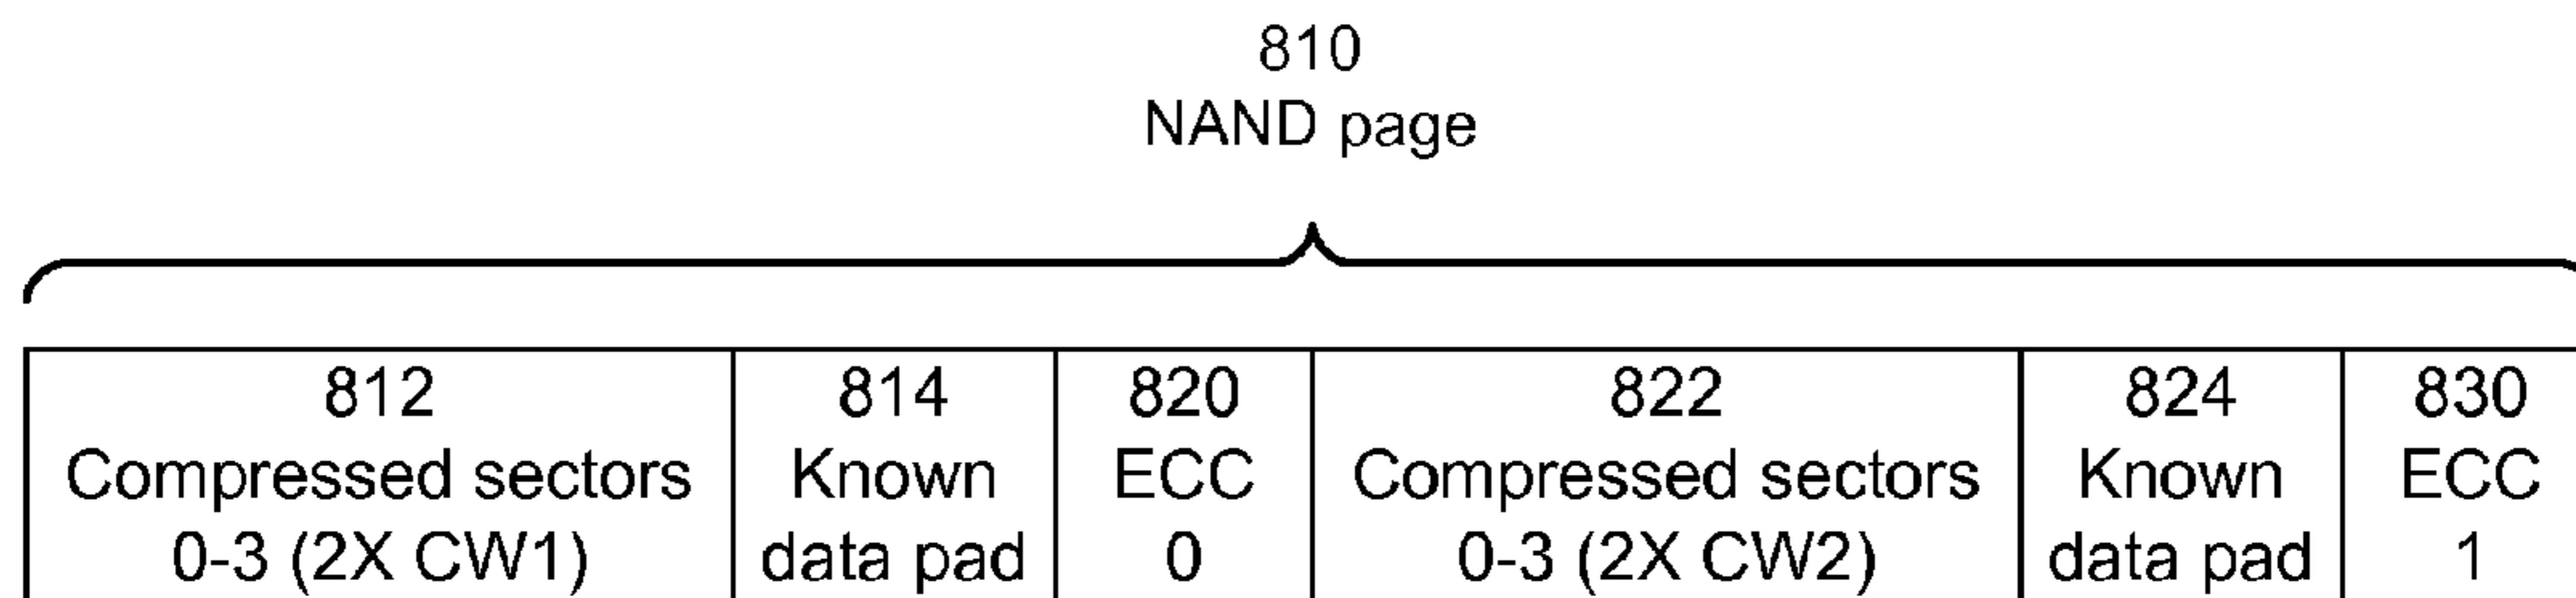 810
NAND page
812
Compressed sectors
0-3 (2X CW1)
814
Known
data pad
820
ECC
0
822
Compressed sectors
0-3 (2X CW2)
824
Known
data pad
830
ECC
1